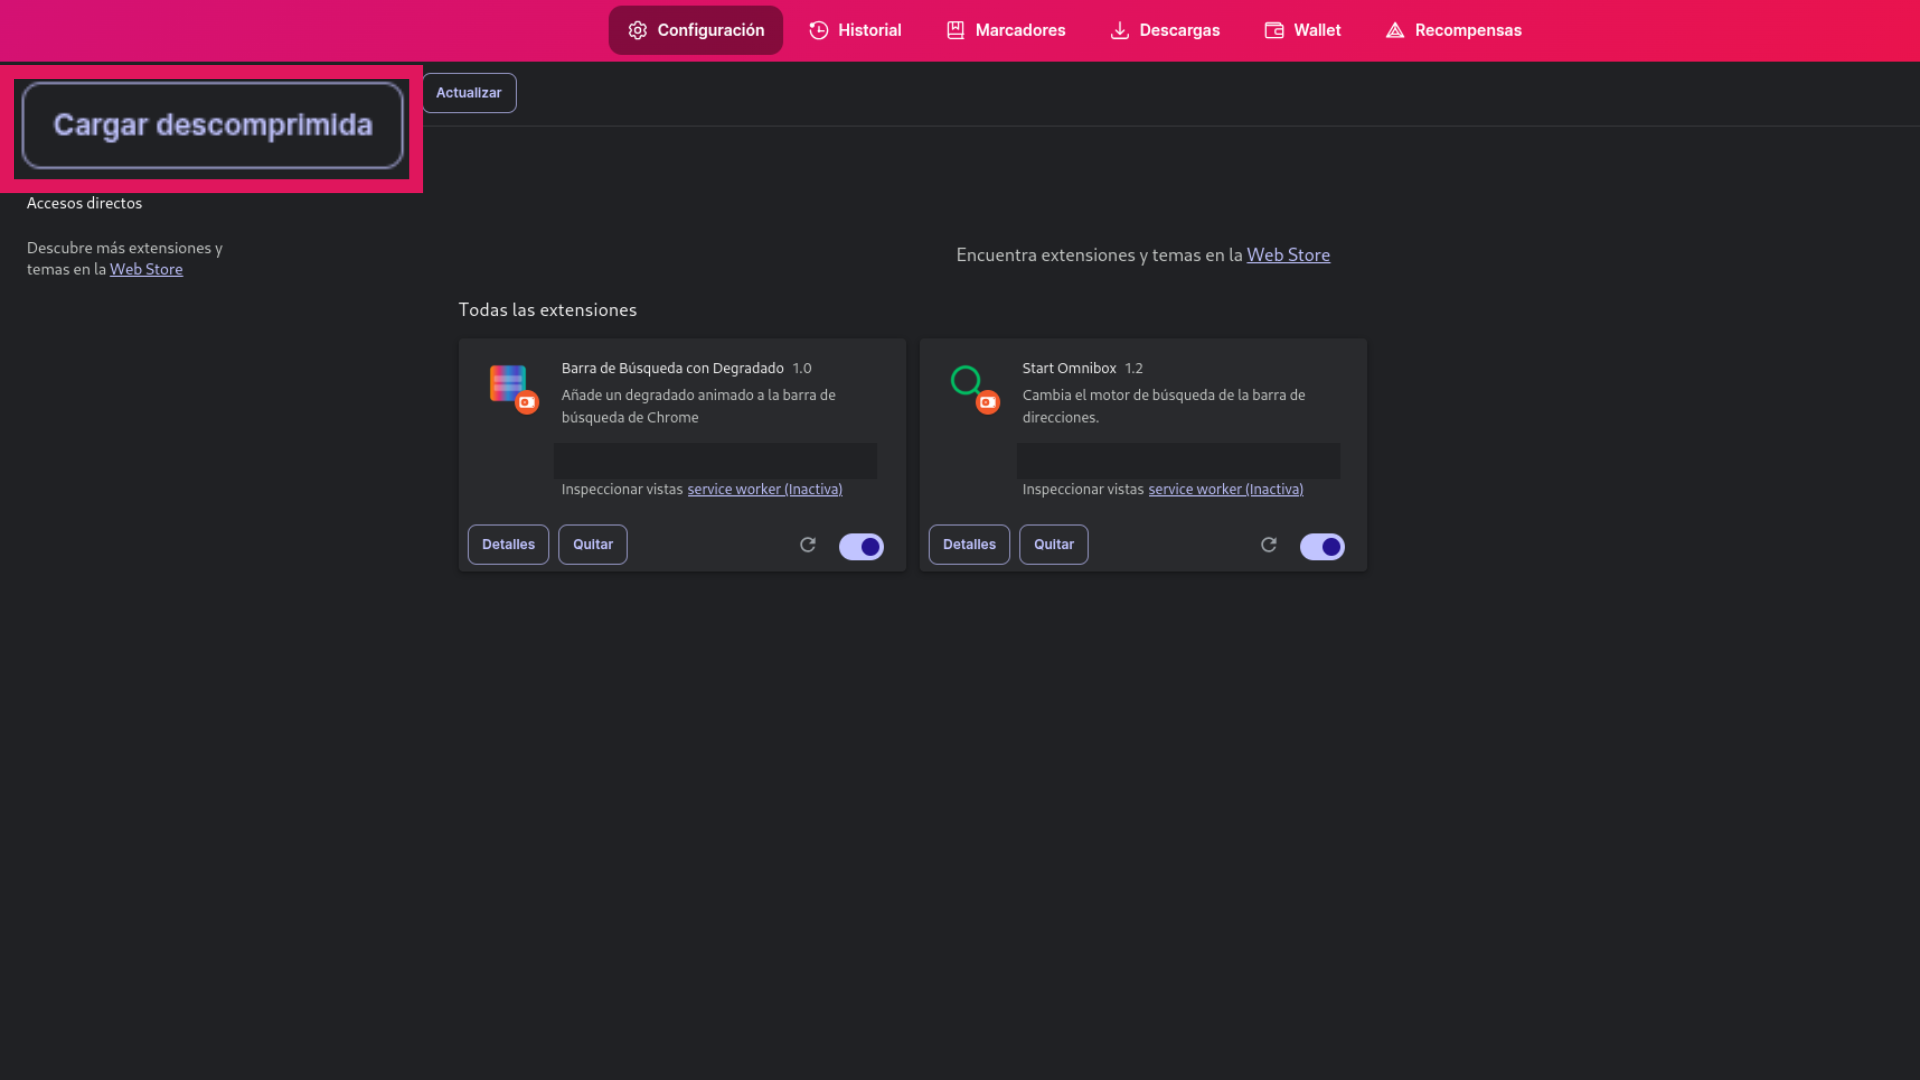 Configuración
Historial
Marcadores
Descargas
Wallet
Recompensas
Cargar descomprimida
Actualizar
Accesos directos
Descubre más extensiones y
temas en la Web Store
Encuentra extensiones y temas en la Web Store
Todas las extensiones
Barra de Búsqueda con Degradado 1.0
Añade un degradado animado a la barra de
búsqueda de Chrome
Inspeccionar vistas service worker (Inactiva)
Detalles
Quitar
Start Omnibox 1.2
Cambia el motor de búsqueda de la barra de
direcciones.
Inspeccionar vistas service worker (Inactiva)
Detalles
Quitar